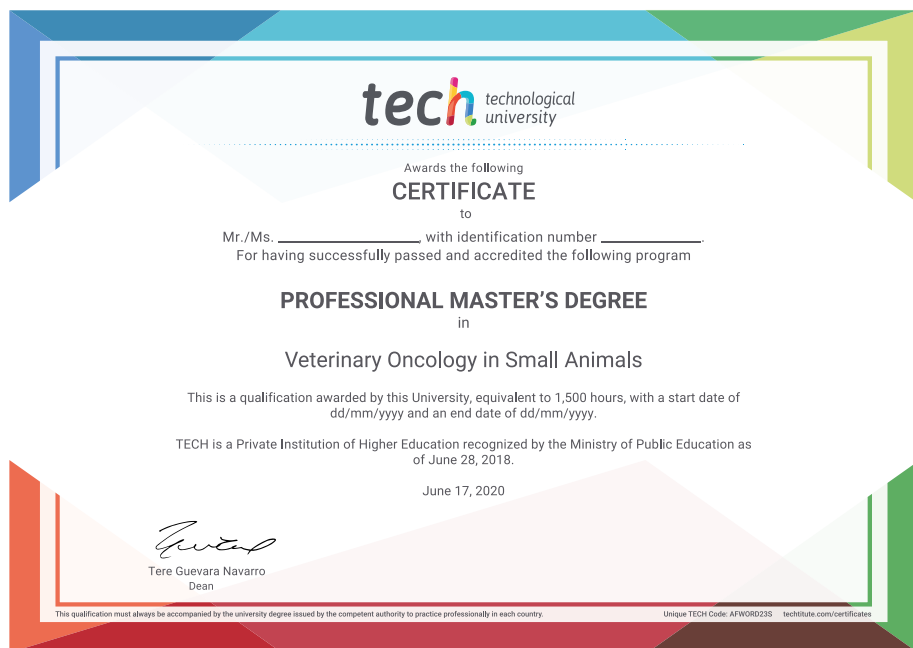 tech technological
university
Awards the following
CERTIFICATE
to
Mr./Ms. ________________, with identification number ____________.
For having successfully passed and accredited the following program
PROFESSIONAL MASTER'S DEGREE
in
Veterinary Oncology in Small Animals
This is a qualification awarded by this University, equivalent to 1,500 hours, with a start date of
dd/mm/yyyy and an end date of dd/mm/yyyy.
TECH is a Private Institution of Higher Education recognized by the Ministry of Public Education as
of June 28, 2018.
June 17, 2020
Tere Guevara Navarro
Dean
This qualification must always be accompanied by the university degree issued by the competent authority to practice professionally in each country.
Unique TECH Code: AFWORD23S techtitute.com/certificates